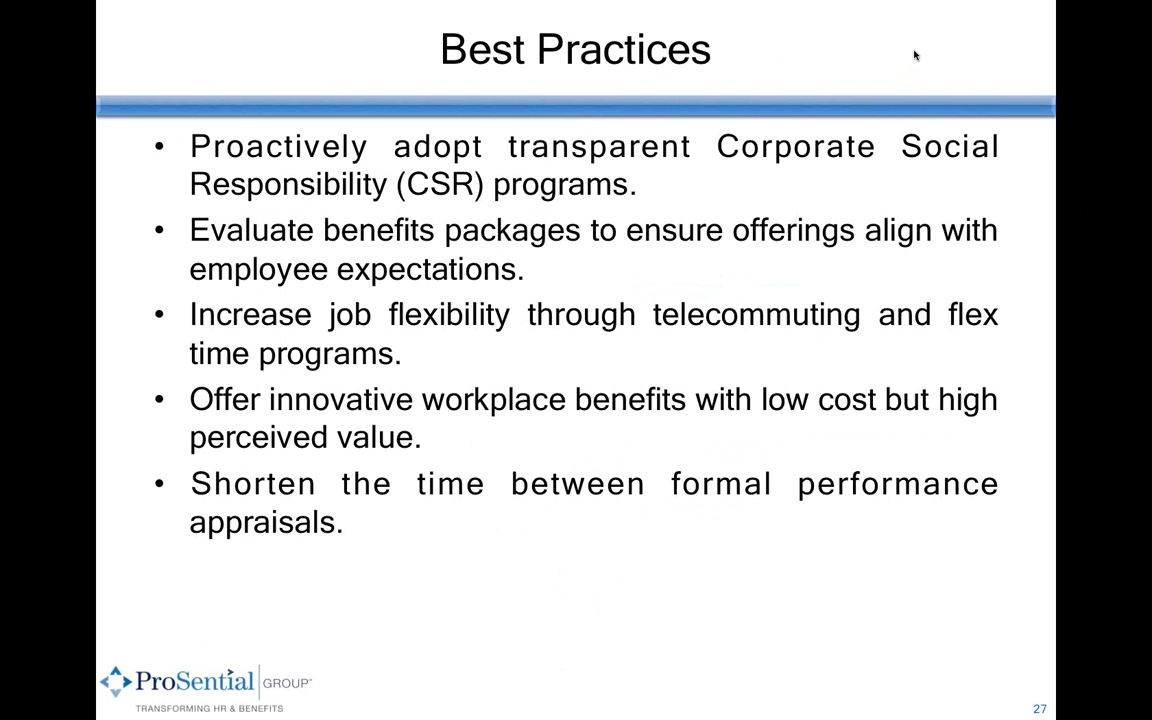 Best Practices
• Proactively adopt transparent Corporate Social
Responsibility (CSR) programs.
• Evaluate benefits packages to ensure offerings align with
employee expectations.
• Increase job flexibility through telecommuting and flex
time programs.
• Offer innovative workplace benefits with low cost but high
perceived value.
• Shorten the time between formal performance
appraisals.
ProSential GROUP™
TRANSFORMING HR & BENEFITS
27